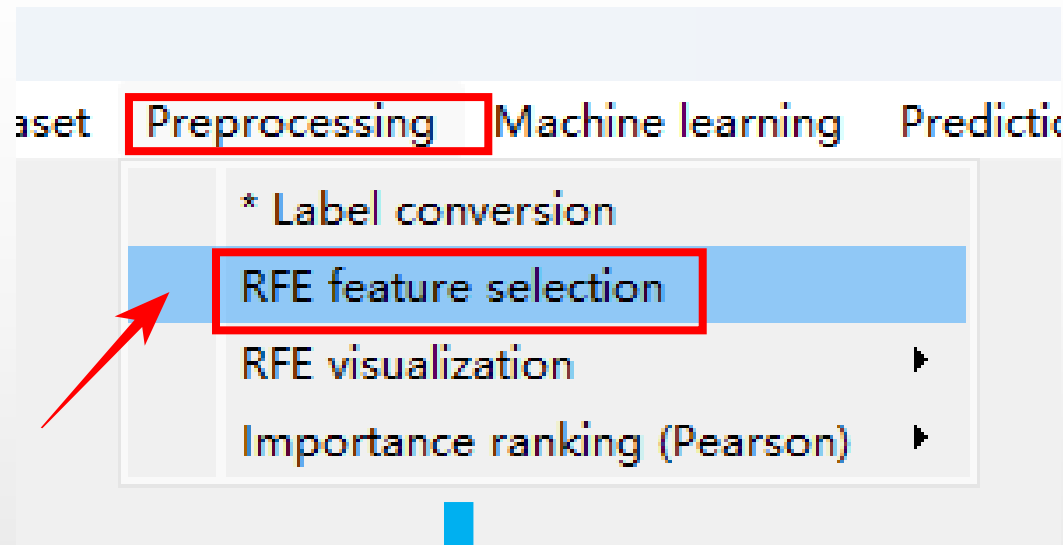 aset Preprocessing Machine learning Predictio
* Label conversion
RFE feature selection
RFE visualization
Importance ranking (Pearson)